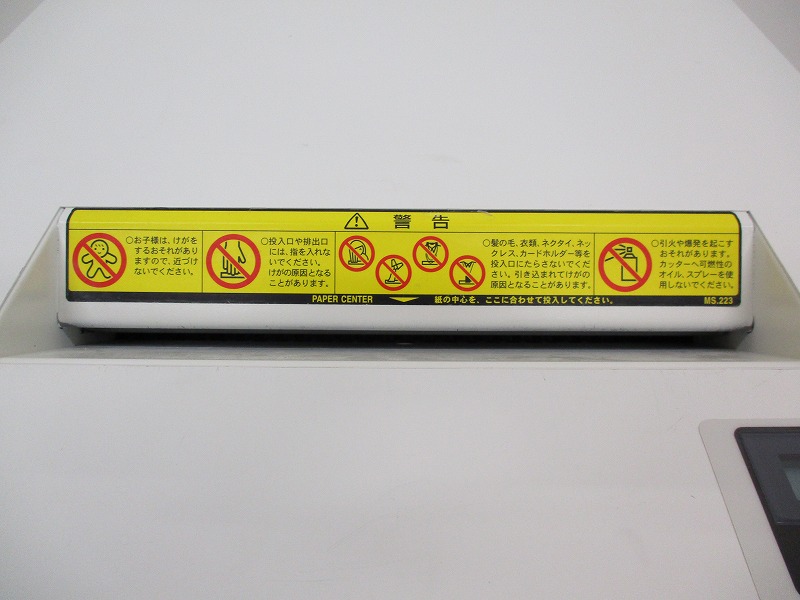 警告
○お子様は、けがを
するおそれがあり
ますので、近づけ
ないでください。
○投入口や排出口
には、指を入れな
いでください。
けがの原因となる
ことがあります。
○髪の毛、衣類、ネクタイ、ネッ
クレス、カードホルダー等を
投入口にたらさないでくだ
さい。引き込まれてけがの
原因となることがあります。
○引火や爆発を起こす
おそれがあります。
カッターへ可燃性の
オイル、スプレーを使
用しないでください。
PAPER CENTER 紙の中心を、ここに合わせて投入してください。 MS.223